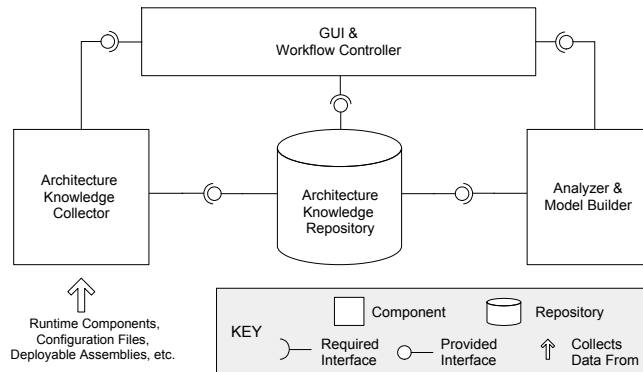 GUI &
Workflow Controller
Architecture
Knowledge
Collector
Architecture
Knowledge
Repository
Analyzer &
Model Builder
Runtime Components,
Configuration Files,
Deployable Assemblies, etc.
KEY
Component
Repository
Required
Interface
Provided
Interface
Collects
Data From